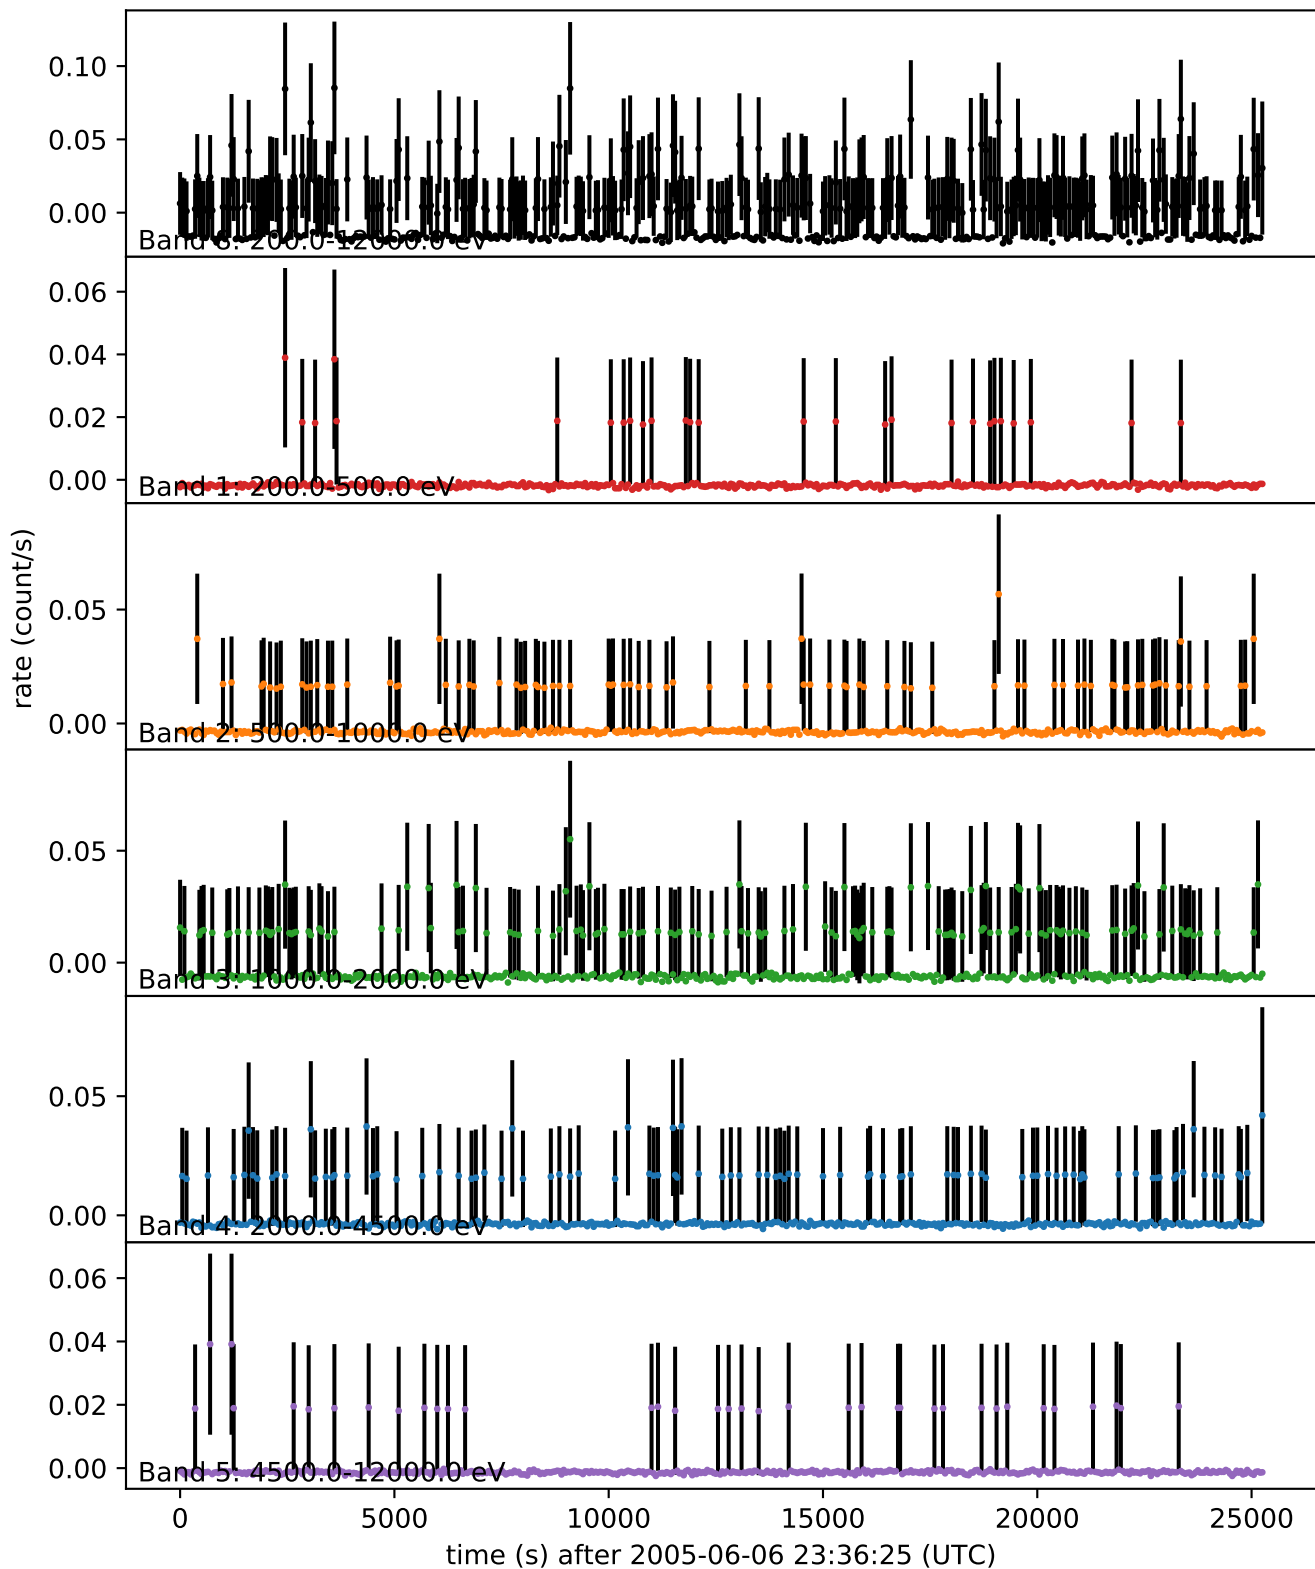 0.10
0.05
0.00
Band 8: 200.0-12000.0 eV
0.06
0.04
0.02
0.00
Band 1: 200.0-500.0 eV
0.05
0.00
Band 2: 500.0-1000.0 eV
rate (count/s)
0.05
0.00
Band 3: 1000.0-2000.0 eV
0.05
0.00
Band 4: 2000.0-4500.0 eV
0.06
0.04
0.02
0.00
Band 5: 4500.0-12000.0 eV
0 5000 10000 15000 20000 25000
time (s) after 2005-06-06 23:36:25 (UTC)